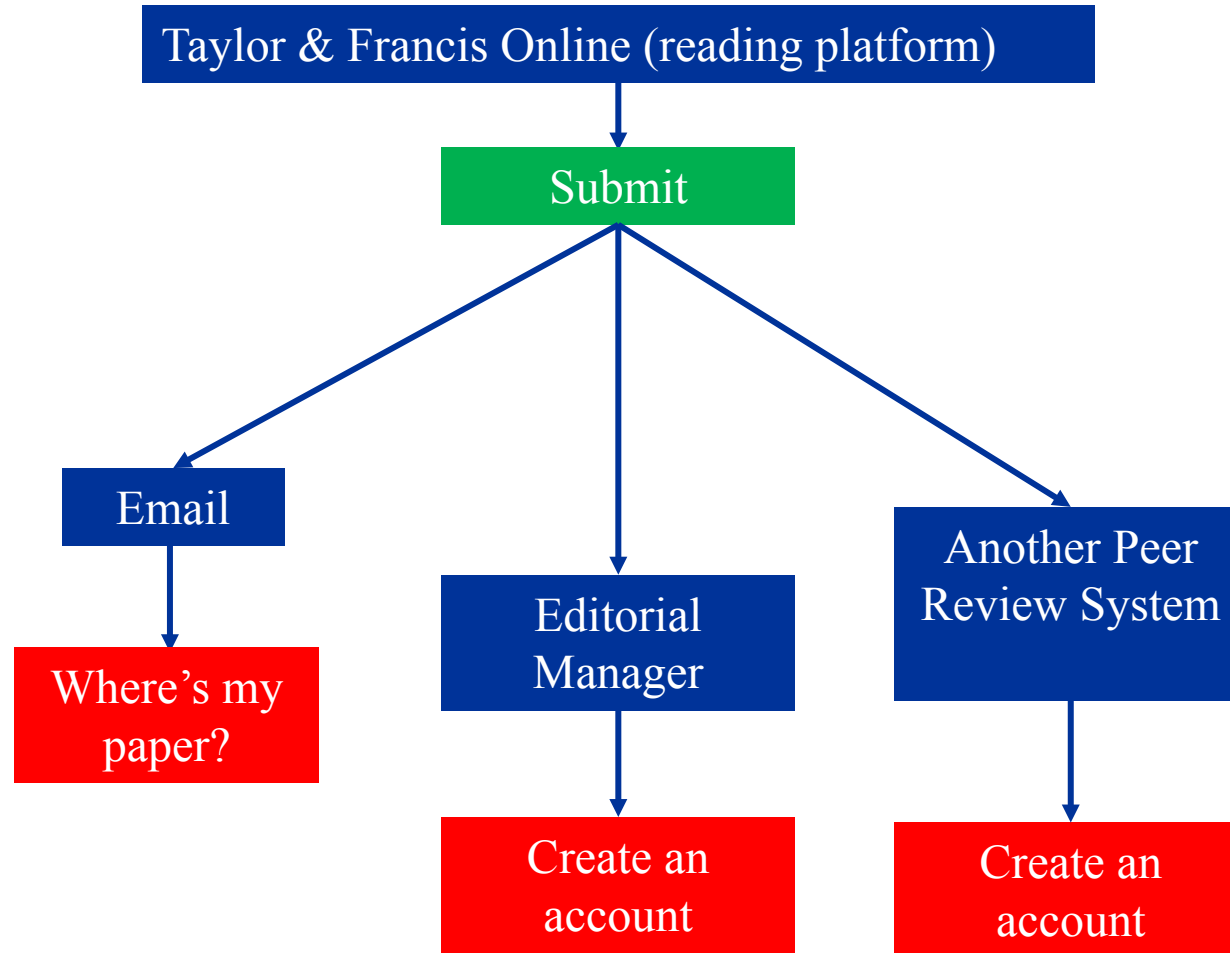 Taylor & Francis Online (reading platform)
Submit
Email
Where’s my
paper?
Editorial
Manager
Create an
account
Another Peer
Review System
Create an
account